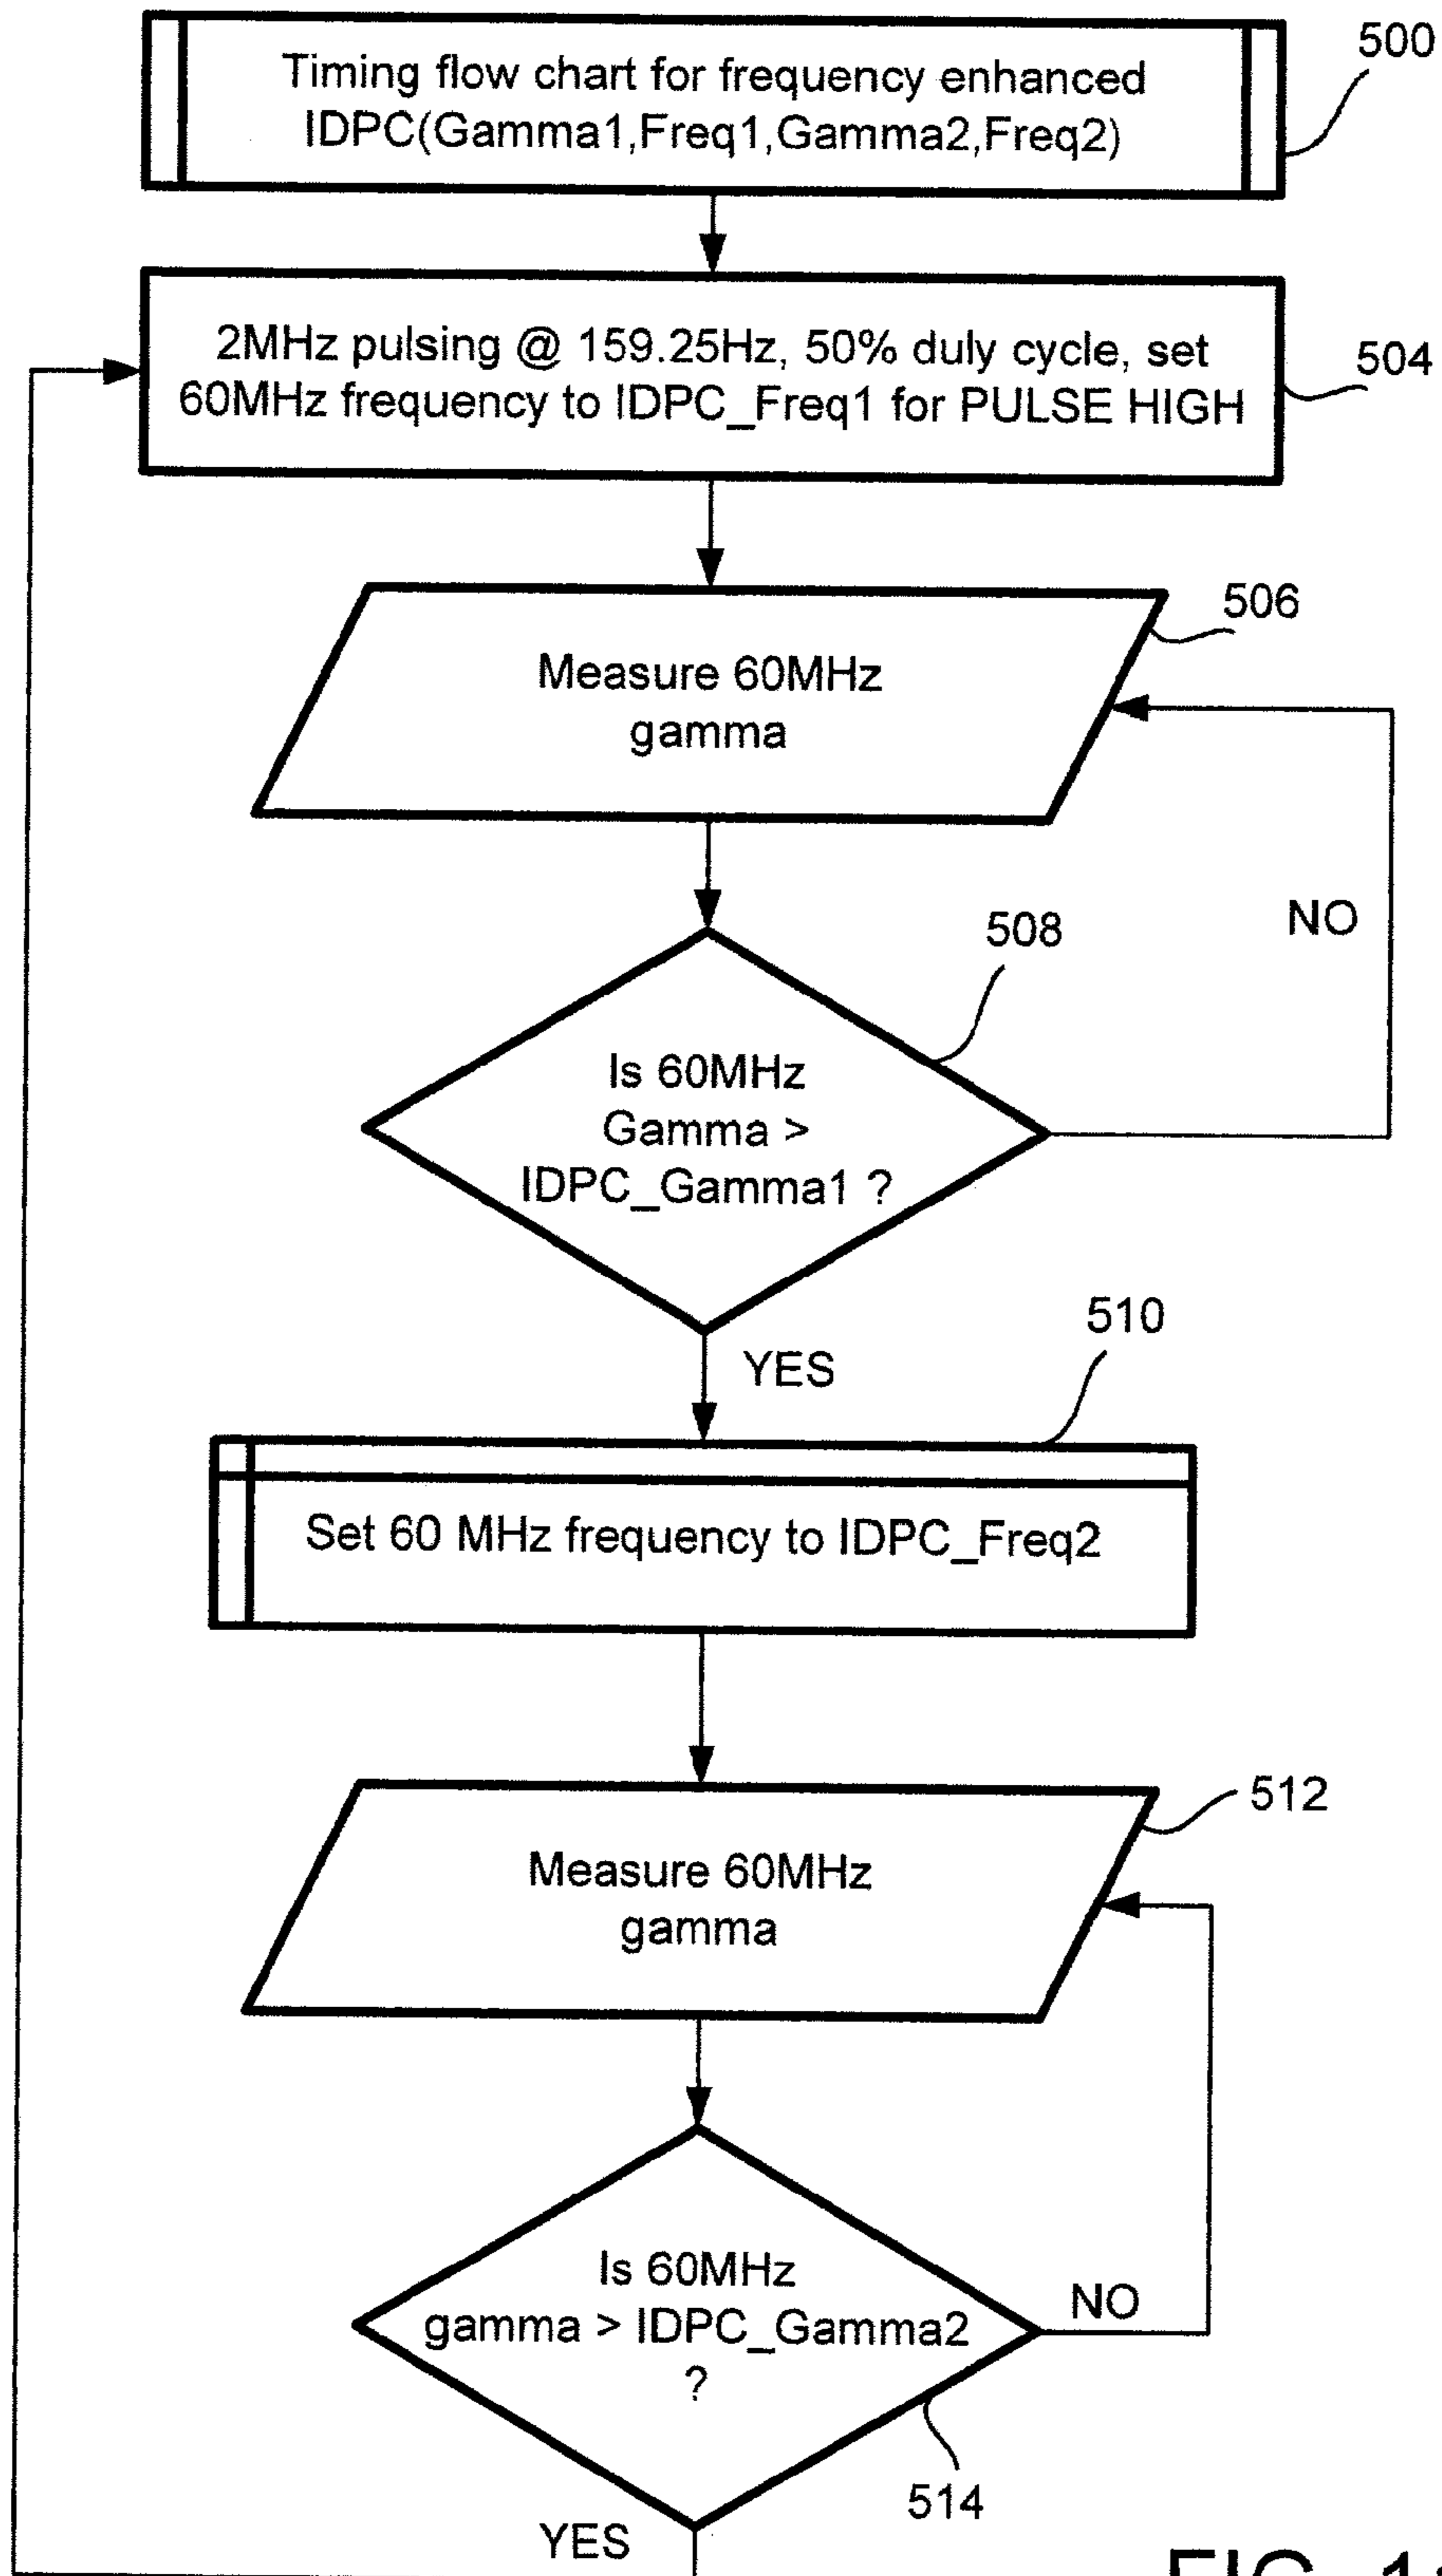 500
Timing flow chart for frequency enhanced
IDPC(Gamma1,Freq1,Gamma2,Freq2)
504
2MHz pulsing @ 159.25Hz, 50% duly cycle, set
60MHz frequency to IDPC_Freq1 for PULSE HIGH
506
Measure 60MHz
gamma
NO
508
Is 60MHz
Gamma >
IDPC_Gamma1 ?
510
YES
Set 60 MHz frequency to IDPC_Freq2
512
Measure 60MHz
gamma
Is 60MHz
gamma > IDPC_Gamma2
?
NO
514
YES
FIG.